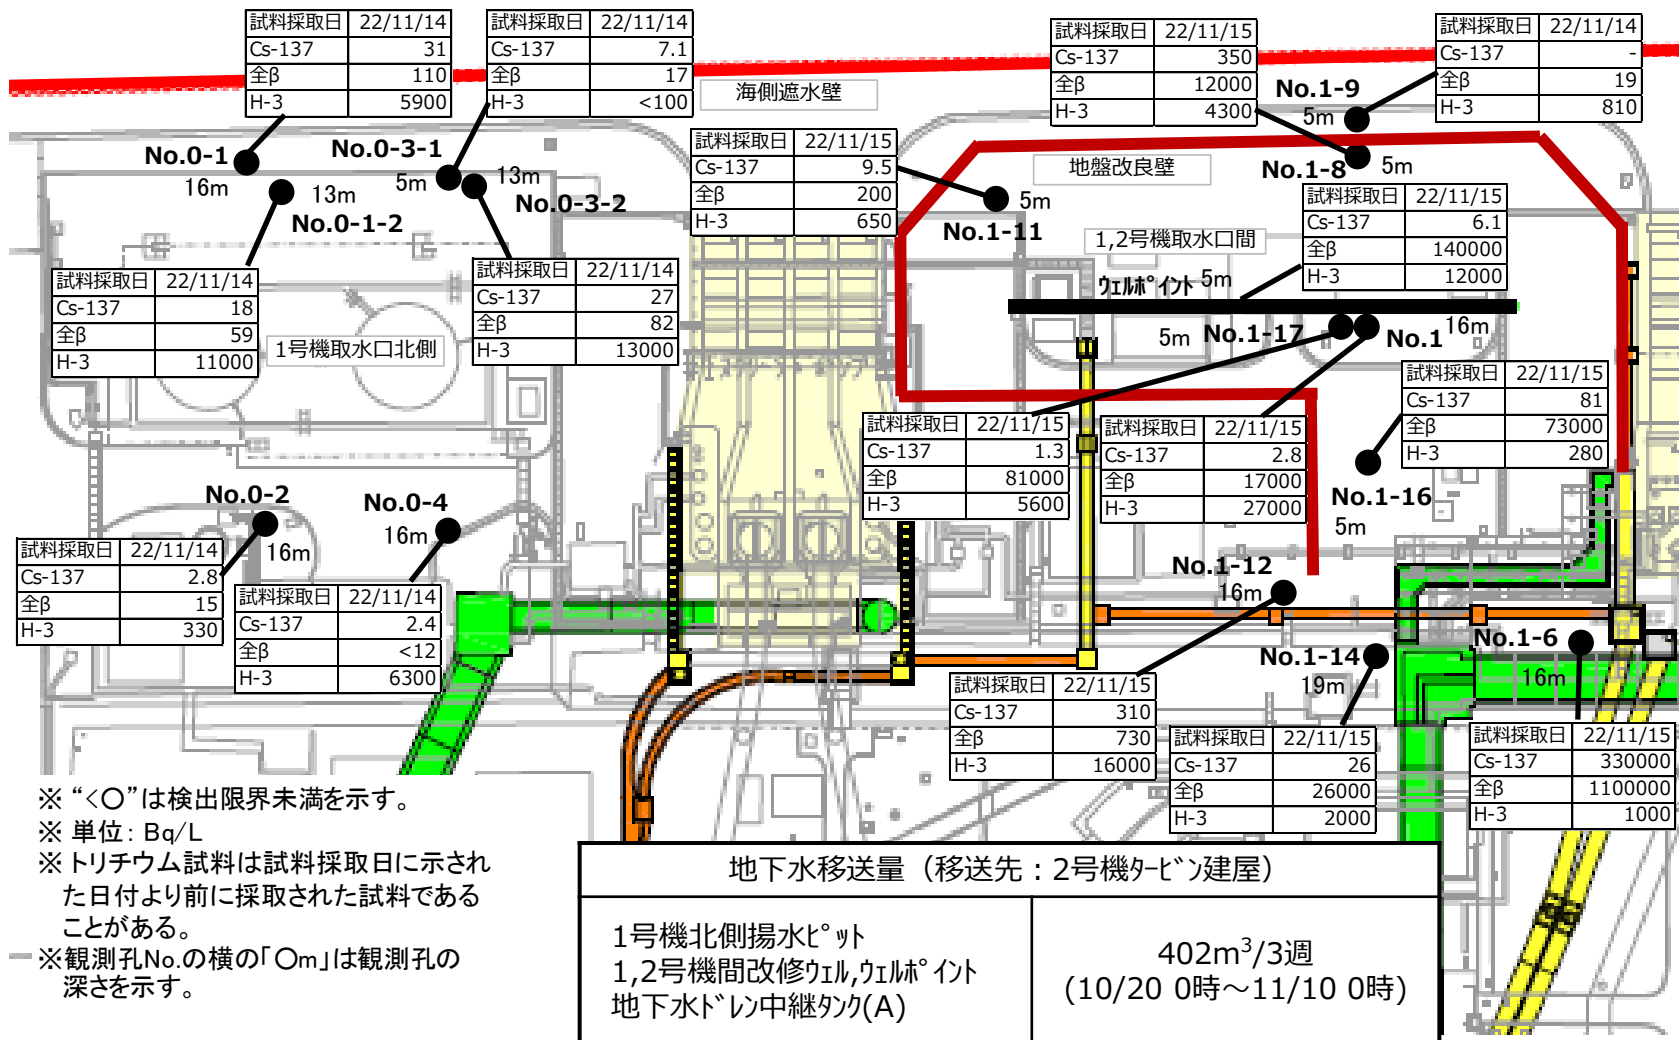 試料採取日 22/11/14
Cs-137 31
全β 110
H-3 5900
試料採取日 22/11/14
Cs-137 7.1
全β 17
H-3 <100
海側遮水壁
試料採取日 22/11/15
Cs-137 350
全β 12000
H-3 4300
試料採取日 22/11/14
Cs-137 -
全β 19
H-3 810
No.1-9
5m
No.0-1
16m
No.0-3-1
5m
13m
No.0-3-2
13m
No.0-1-2
試料採取日 22/11/15
Cs-137 9.5
全β 200
H-3 650
5m
No.1-11
地盤改良壁
No.1-8
5m
試料採取日 22/11/15
Cs-137 6.1
全β 140000
H-3 12000
1,2号機取水口間
ウェルポイント 5m
試料採取日 22/11/14
Cs-137 18
全β 59
H-3 11000
1号機取水口北側
試料採取日 22/11/14
Cs-137 27
全β 82
H-3 13000
5m No.1-17
No.1
16m
試料採取日 22/11/15
Cs-137 81
全β 73000
H-3 280
試料採取日 22/11/15
Cs-137 1.3
全β 81000
H-3 5600
試料採取日 22/11/15
Cs-137 2.8
全β 17000
H-3 27000
No.1-16
5m
No.0-2
16m
No.0-4
16m
試料採取日 22/11/14
Cs-137 2.8
全β 15
H-3 330
試料採取日 22/11/14
Cs-137 2.4
全β <12
H-3 6300
No.1-12
16m
No.1-14
19m
No.1-6
16m
試料採取日 22/11/15
Cs-137 310
全β 730
H-3 16000
試料採取日 22/11/15
Cs-137 26
全β 26000
H-3 2000
試料採取日 22/11/15
Cs-137 330000
全β 1100000
H-3 1000
※ “<〇”は検出限界未満を示す。
※ 単位: Bq/L
※ トリチウム試料は試料採取日に示され
た日付より前に採取された試料である
ことがある。
※観測孔No.の横の「〇m」は観測孔の
深さを示す。
地下水移送量（移送先：2号機タービン建屋）
1号機北側揚水ピット
1,2号機間改修ウェル,ウェルポイント
地下水ドレン中継タンク(A)
402m³/3週
(10/20 0時～11/10 0時)